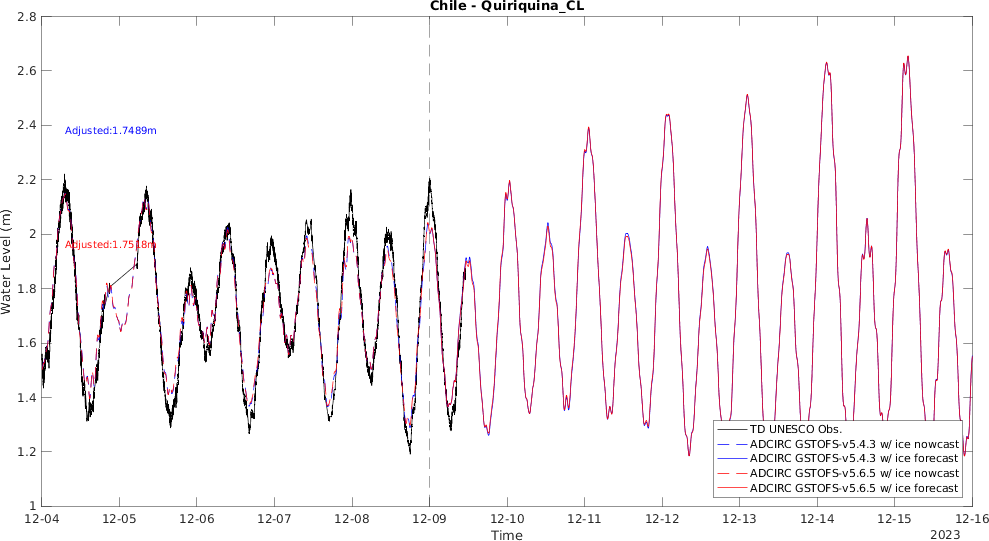 Chile - Quiriquina_CL
2.8
2.6
2.4
2.2
2
1.8
1.6
1.4
1.2
1
Water Level (m)
Adjusted:1.7489m
Adjusted:1.7518m
TD UNESCO Obs.
ADCIRC GSTOFS-v5.4.3 w/ ice nowcast
ADCIRC GSTOFS-v5.4.3 w/ ice forecast
ADCIRC GSTOFS-v5.6.5 w/ ice nowcast
ADCIRC GSTOFS-v5.6.5 w/ ice forecast
12-04 12-05 12-06 12-07 12-08 12-09 12-10 12-11 12-12 12-13 12-14 12-15 12-16
Time
2023